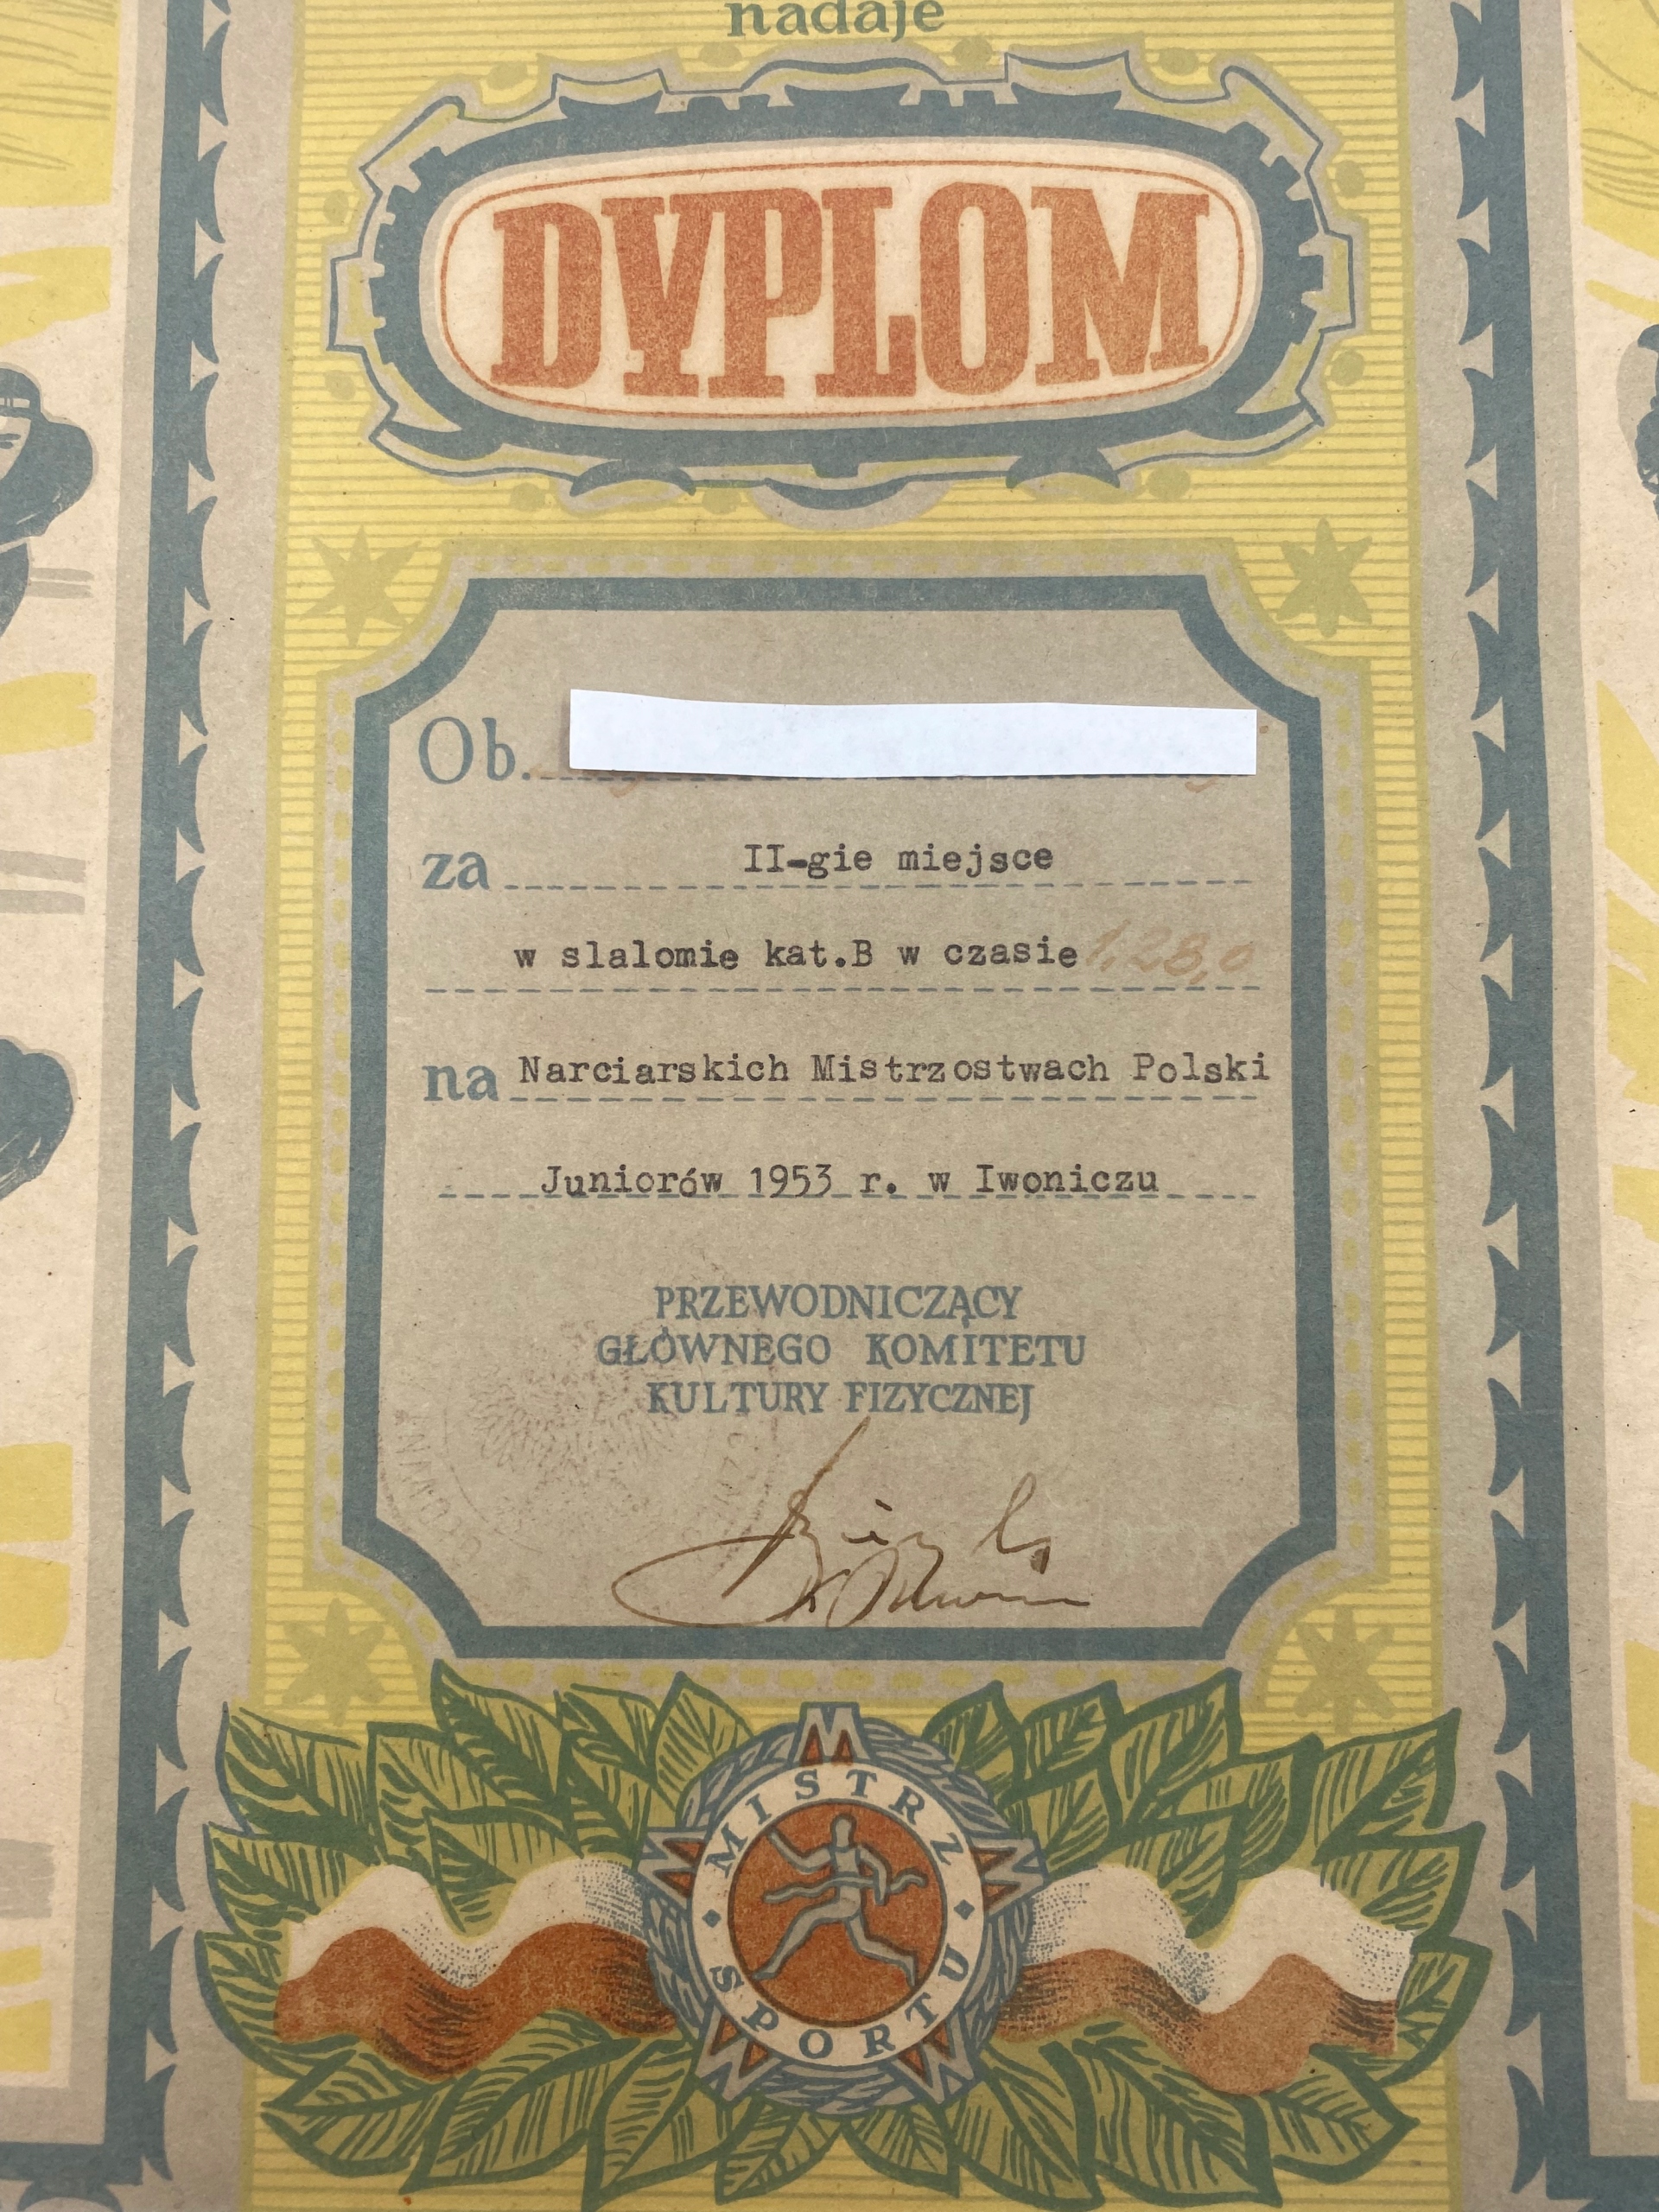 nadaje
DYPLOM
Ob.
za II-gie miejsce
w slalomie kat.B w czasie 1,28,0
na Narciarskich Mistrzostwach Polski
Juniorów 1953 r. w Iwoniczu
PRZEWODNICZĄCY
GŁÓWNEGO KOMITETU
KULTURY FIZYCZNEJ
MISTRZ
SPORTU